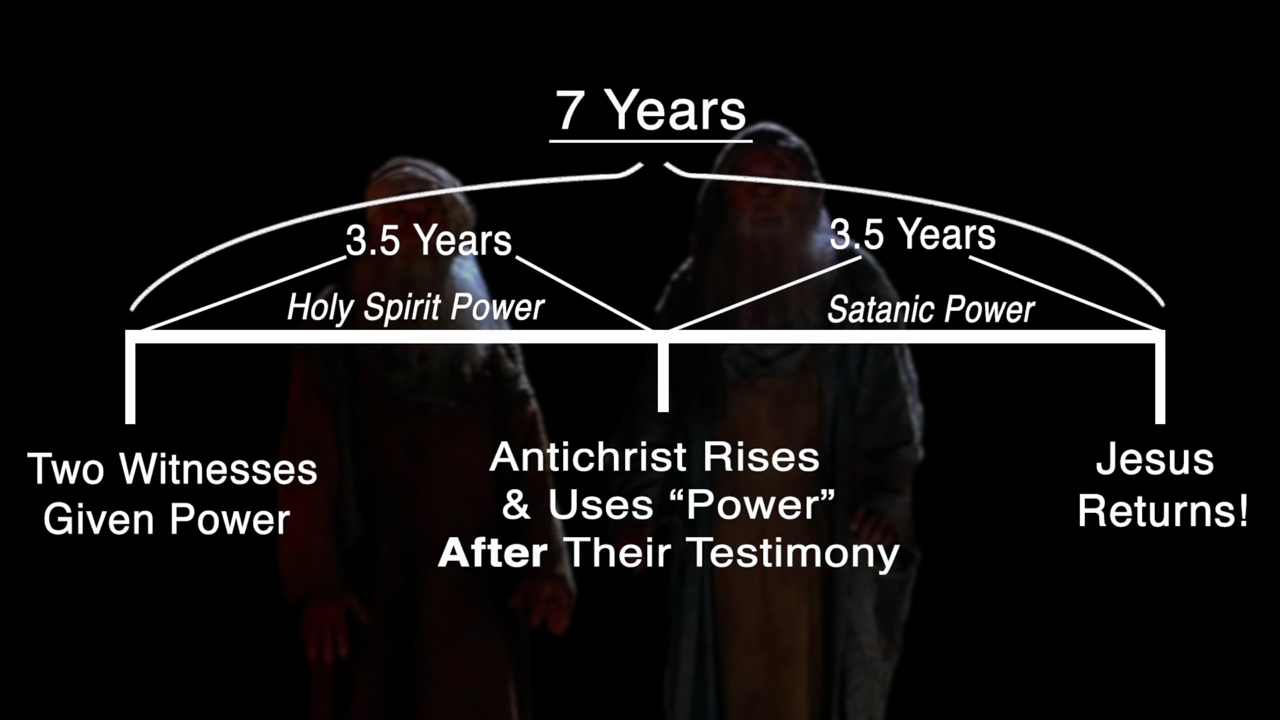 7 Years
3.5 Years
3.5 Years
Holy Spirit Power
Satanic Power
Two Witnesses
Given Power
Antichrist Rises
& Uses “Power”
After Their Testimony
Jesus
Returns!